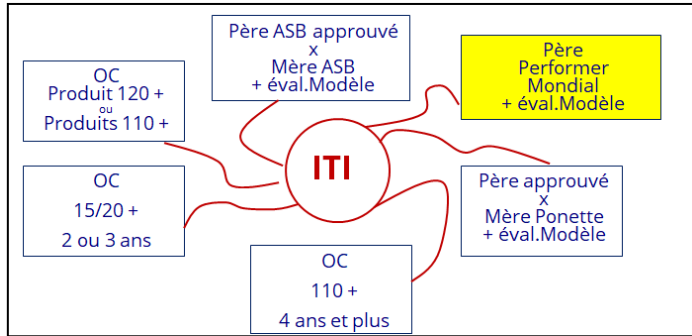 Père ASB approuvé
x
Mère ASB
+ éval.Modèle
Père
Performer
Mondial
+ éval.Modèle
OC
Produit 120 +
ou
Produits 110 +
ITI
OC
15/20 +
2 ou 3 ans
Père approuvé
x
Mère Ponette
+ éval.Modèle
OC
110 +
4 ans et plus